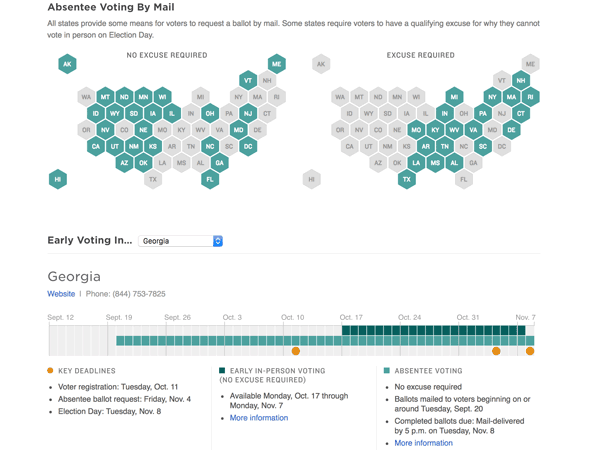 Absentee Voting By Mail
All states provide some means for voters to request a ballot by mail. Some states require voters to have a qualifying excuse for why they cannot
vote in person on Election Day.
NO EXCUSE REQUIRED
AK ME
VT NH
WA MT ND MN WI MI NY MA RI
ID WY SD IA IL IN OH PA NJ CT
OR NV CO NE MO KY WV VA MD DE
CA UT NM KS AR TN NC SC DC
AZ OK LA MS AL GA
HI TX FL
EXCUSE REQUIRED
AK ME
VT NH
WA MT ND MN WI MI NY MA RI
ID WY SD IA IL IN OH PA NJ CT
OR NV CO NE MO KY WV VA MD DE
CA UT NM KS AR TN NC SC DC
AZ OK LA MS AL GA
HI TX FL
Early Voting In... Georgia
Georgia
Website | Phone: (844) 753-7825
Sept. 12 Sept. 19 Sept. 26 Oct. 3 Oct. 10 Oct. 17 Oct. 24 Oct. 31 Nov. 7
KEY DEADLINES
• Voter registration: Tuesday, Oct. 11
• Absentee ballot request: Friday, Nov. 4
• Election Day: Tuesday, Nov. 8
EARLY IN-PERSON VOTING
(NO EXCUSE REQUIRED)
• Available Monday, Oct. 17 through
Monday, Nov. 7
• More information
ABSENTEE VOTING
• No excuse required
• Ballots mailed to voters beginning on or
around Tuesday, Sept. 20
• Completed ballots due: Mail-delivered
by 5 p.m. on Tuesday, Nov. 8
• More information